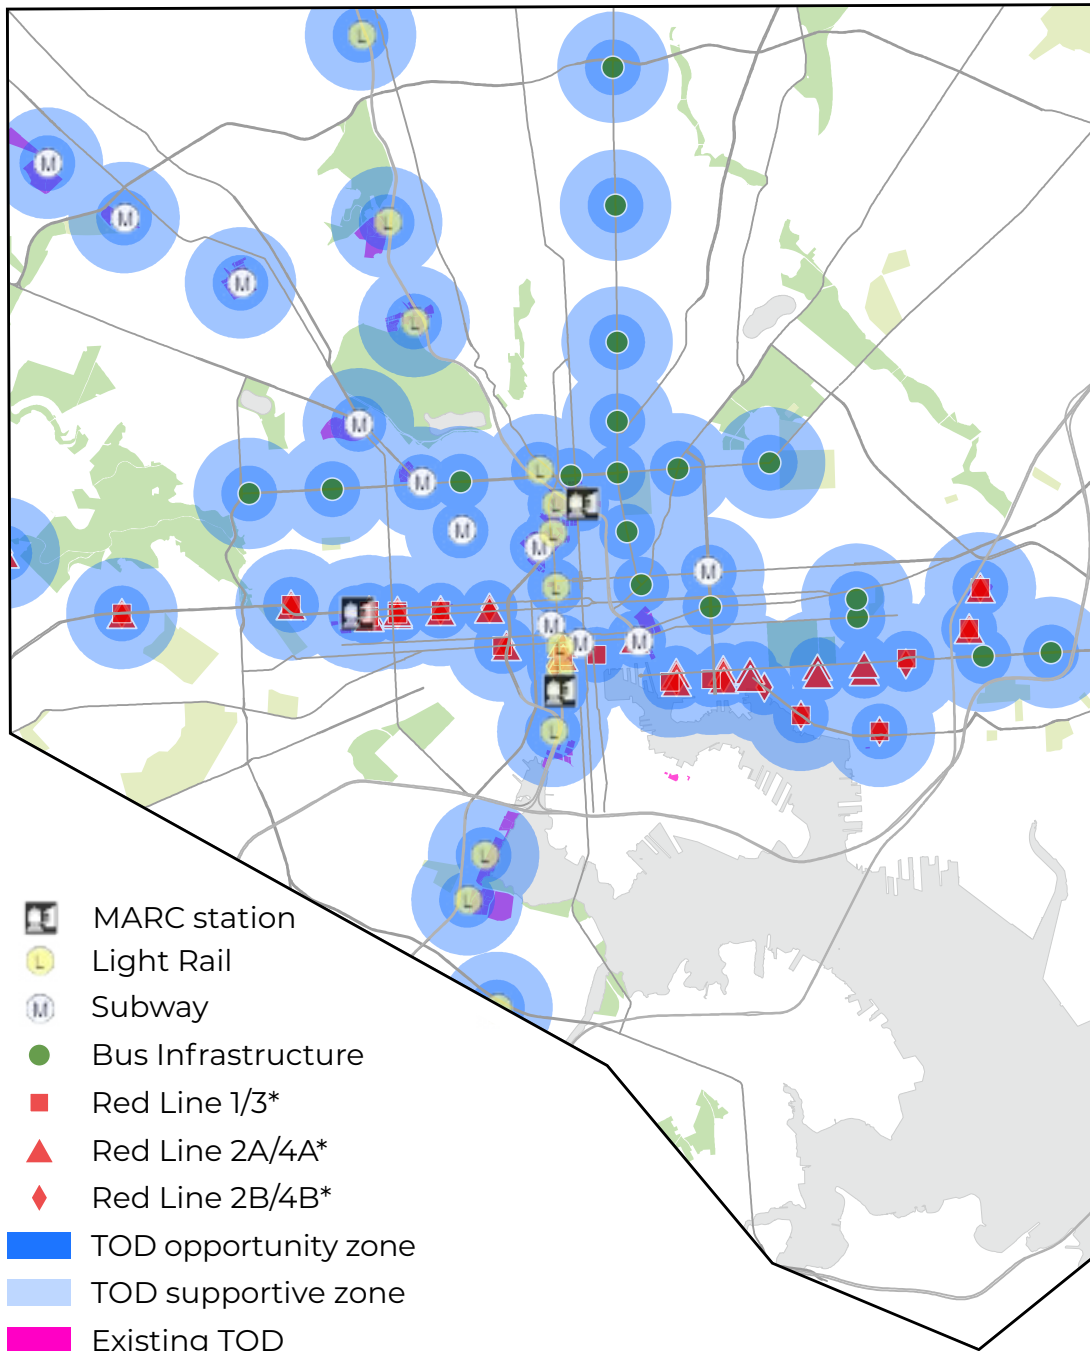 MARC station
Light Rail
Subway
Bus Infrastructure
Red Line 1/3*
Red Line 2A/4A*
Red Line 2B/4B*
TOD opportunity zone
TOD supportive zone
Existing TOD